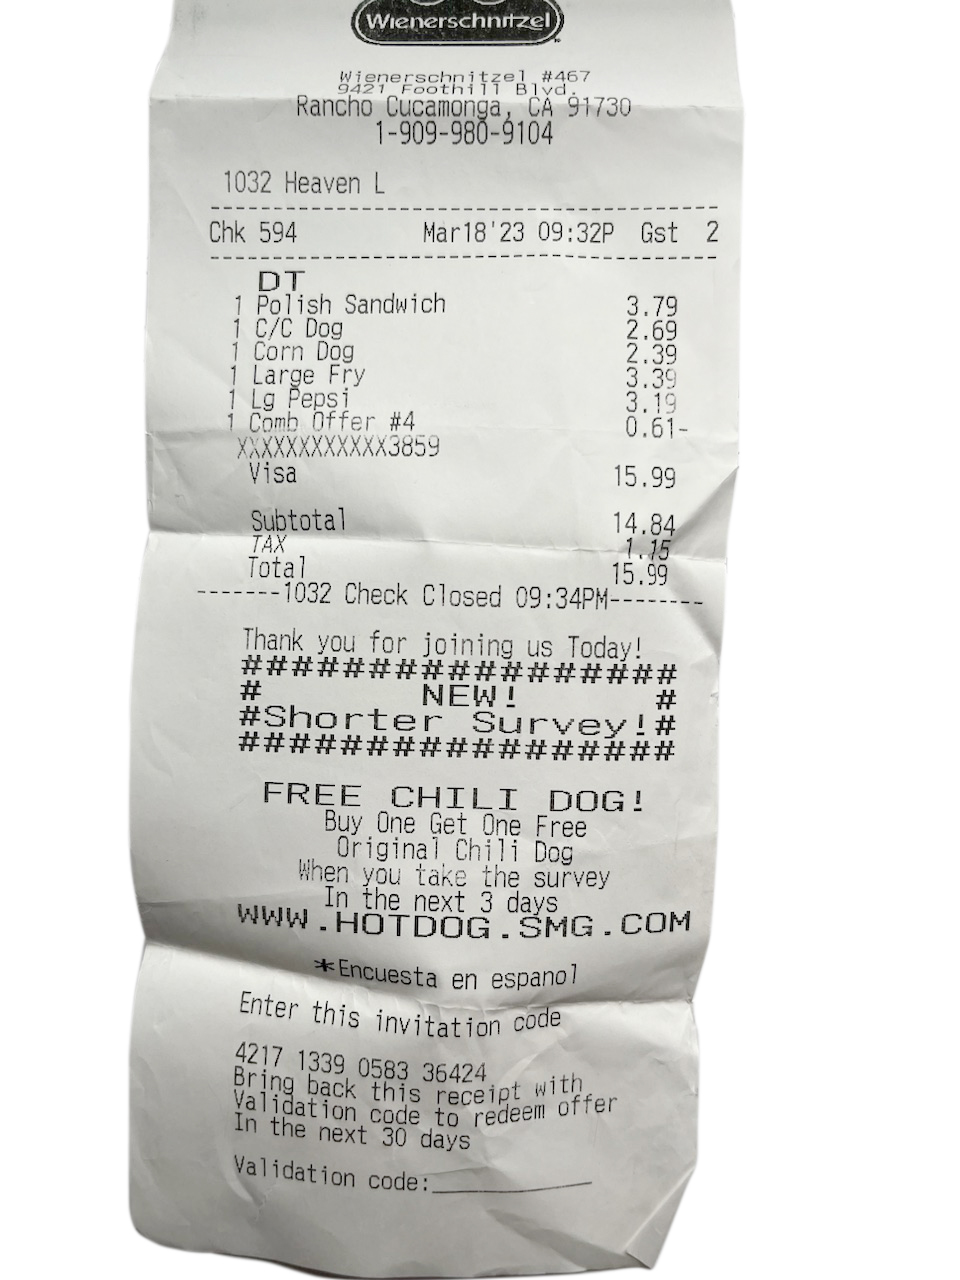 Wienerschnitzel
Wienerschnitzel #467
9421 Foothill Blvd.
Rancho Cucamonga, CA 91730
1-909-980-9104
1032 Heaven L
Chk 594 Mar18'23 09:32P Gst 2
DT
1 Polish Sandwich 3.79
1 C/C Dog 2.69
1 Corn Dog 2.39
1 Large Fry 3.39
1 Lg Pepsi 3.19
1 Comb Offer #4 0.61-
XXXXXXXXXXXX3859
Visa 15.99
Subtotal 14.84
TAX 1.15
Total 15.99
-------1032 Check Closed 09:34PM--------
Thank you for joining us Today!
#################
# NEW! #
#Shorter Survey!#
#################
FREE CHILI DOG!
Buy One Get One Free
Original Chili Dog
When you take the survey
In the next 3 days
WWW.HOTDOG.SMG.COM
*Encuesta en espanol
Enter this invitation code
4217 1339 0583 36424
Bring back this receipt with
Validation code to redeem offer
In the next 30 days
Validation code:____________